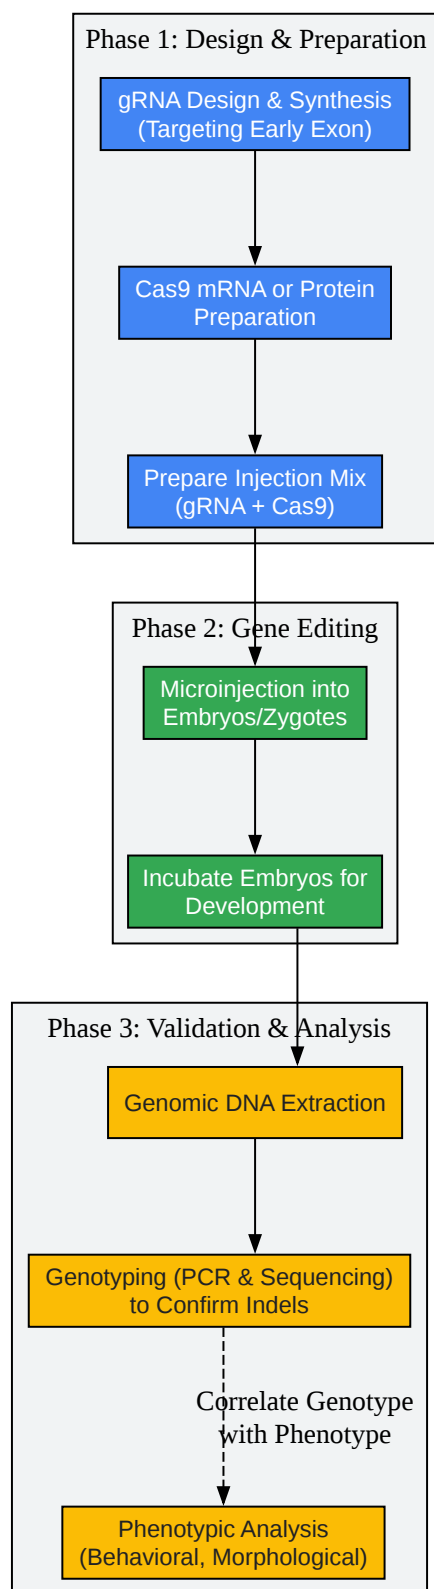 Phase 1: Design & Preparation
gRNA Design & Synthesis
(Targeting Early Exon)
Cas9 mRNA or Protein
Preparation
Prepare Injection Mix
(gRNA + Cas9)
Phase 2: Gene Editing
Microinjection into
Embryos/Zygotes
Incubate Embryos for
Development
Phase 3: Validation & Analysis
Genomic DNA Extraction
Genotyping (PCR & Sequencing)
to Confirm Indels
Correlate Genotype
with Phenotype
Phenotypic Analysis
(Behavioral, Morphological)